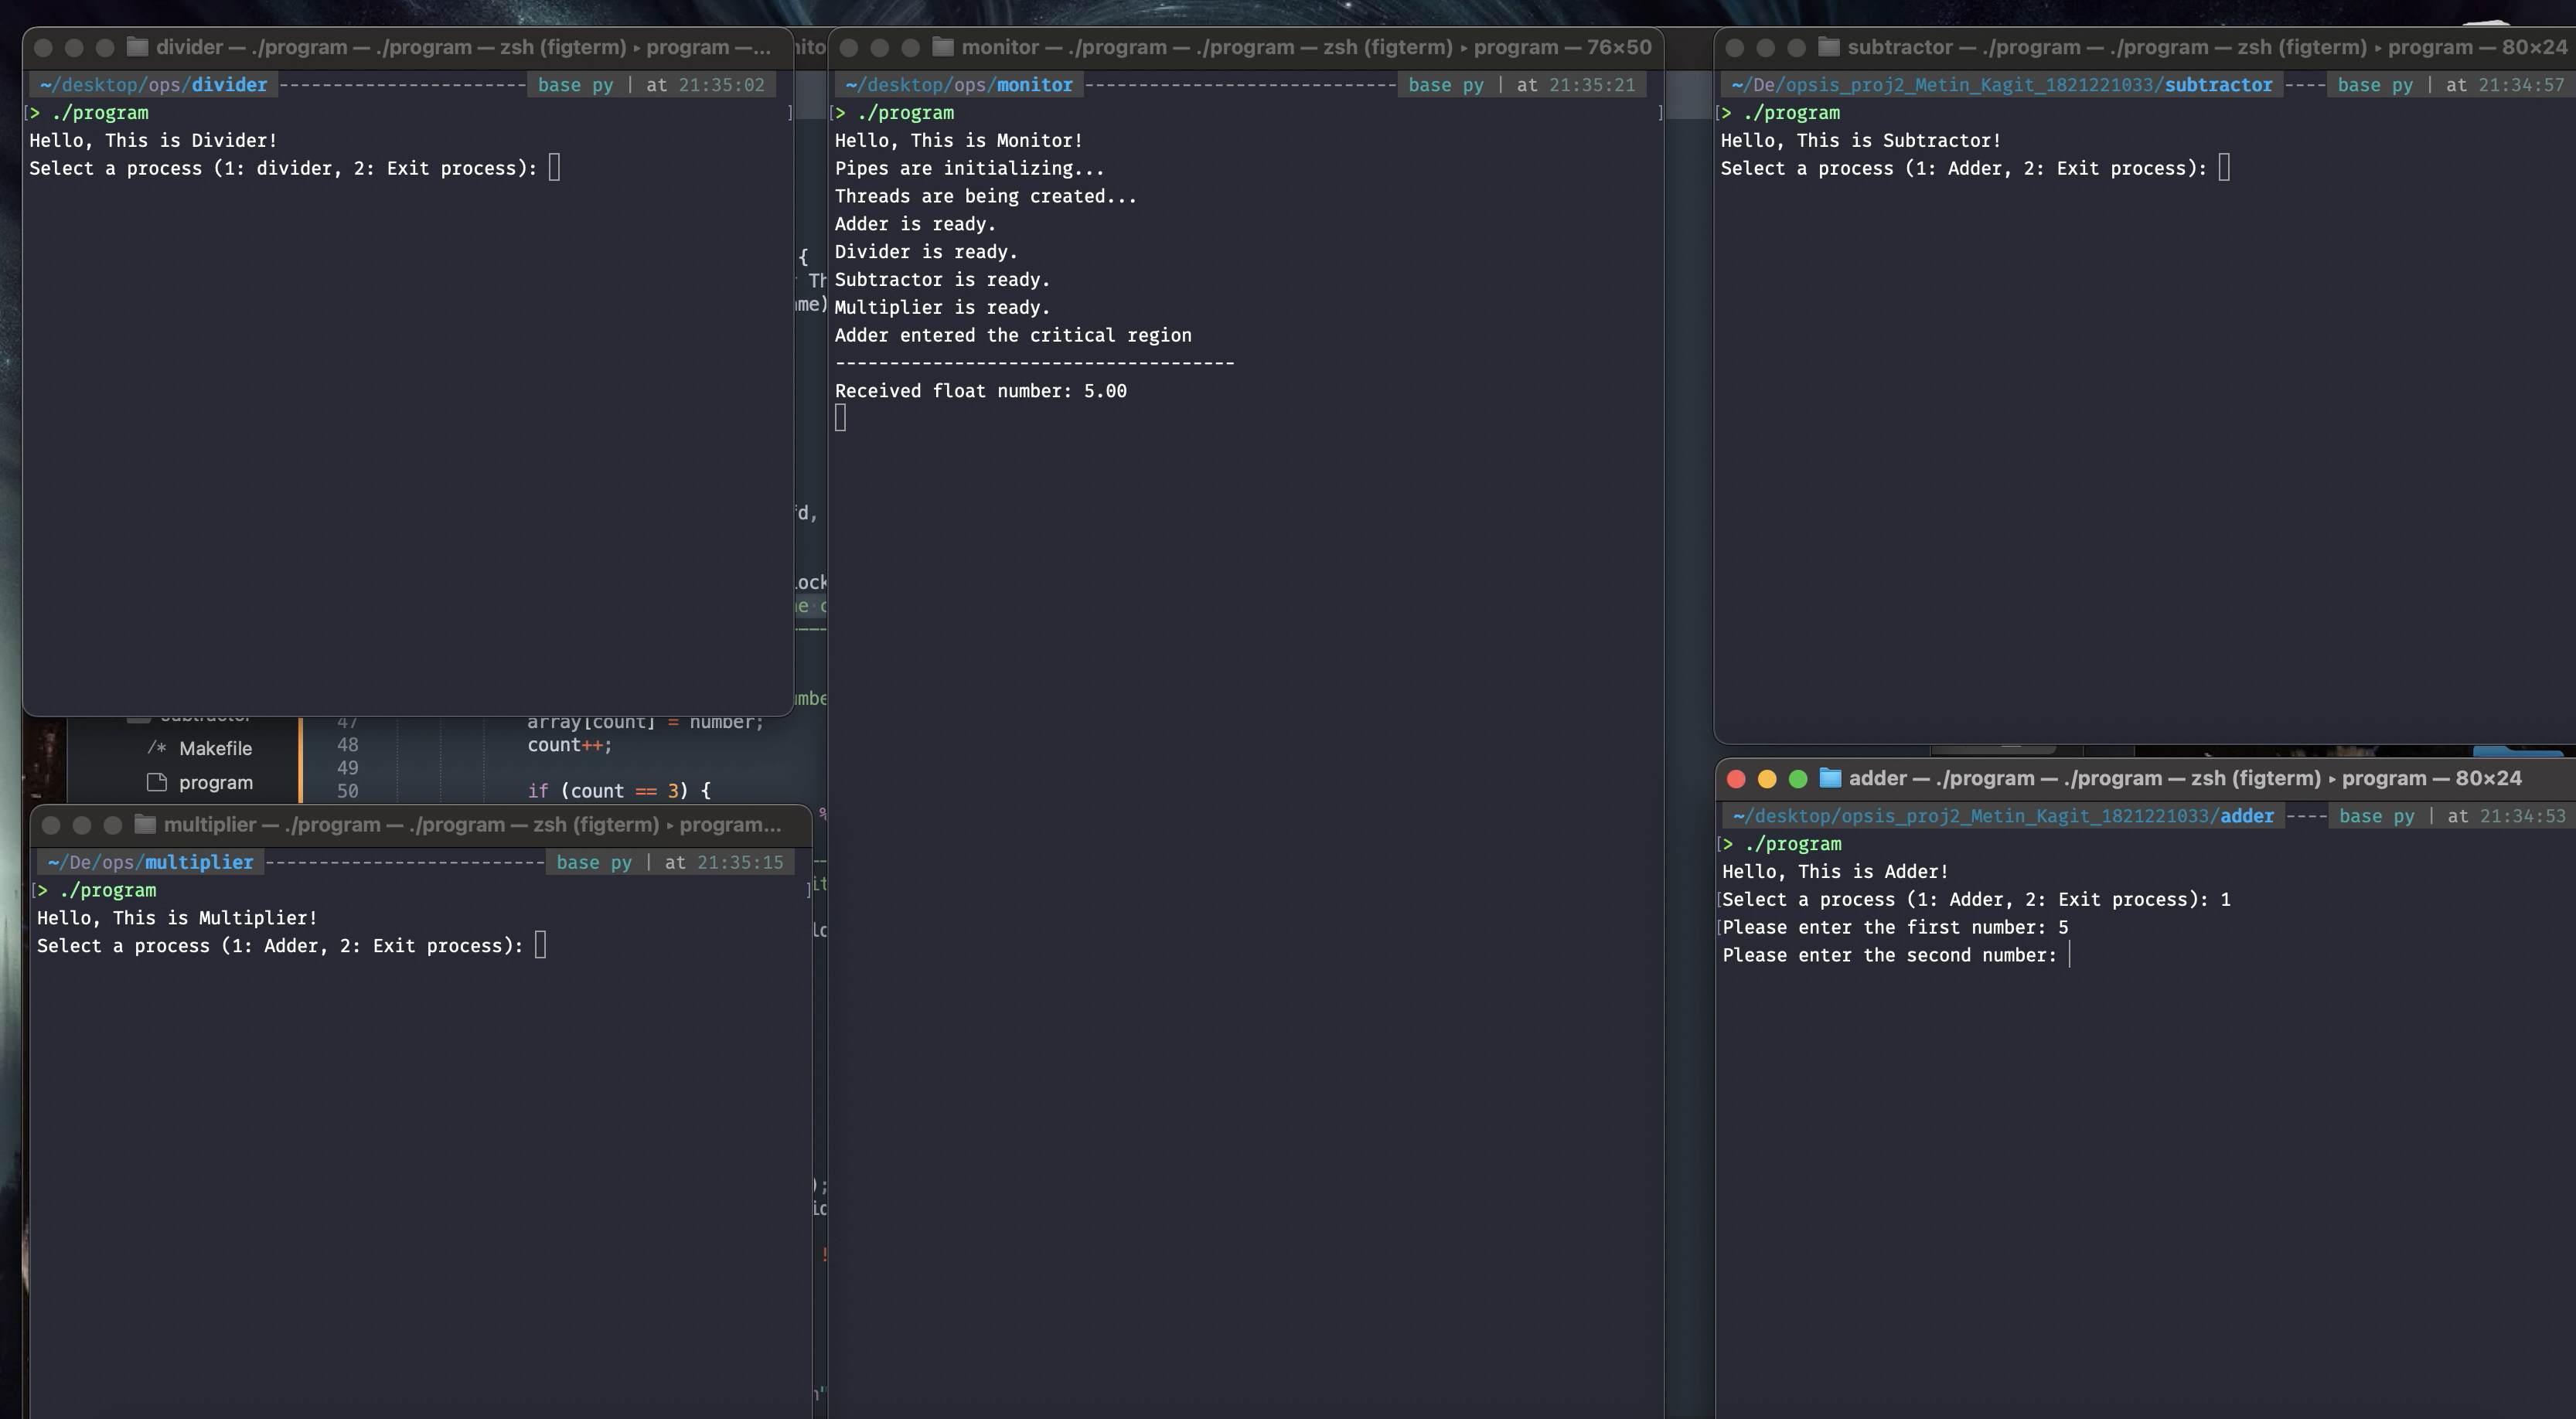 divider — ./program — ./program — zsh (figterm) ▸ program —...
~/desktop/ops/divider ----------------------- base py | at 21:35:02
[> ./program ]
Hello, This is Divider!
Select a process (1: divider, 2: Exit process):
monitor — ./program — ./program — zsh (figterm) ▸ program — 76×50
~/desktop/ops/monitor ----------------------------- base py | at 21:35:21
[> ./program ]
Hello, This is Monitor!
Pipes are initializing...
Threads are being created...
Adder is ready.
Divider is ready.
Subtractor is ready.
Multiplier is ready.
Adder entered the critical region
-------------------------------------
Received float number: 5.00
subtractor — ./program — ./program — zsh (figterm) ▸ program — 80×24
~/De/opsis_proj2_Metin_Kagit_1821221033/subtractor ---- base py | at 21:34:57
[> ./program
Hello, This is Subtractor!
Select a process (1: Adder, 2: Exit process):
subtractor
Makefile
program
47 array[count] = number;
48 count++;
49
50 if (count == 3) {
multiplier — ./program — ./program — zsh (figterm) ▸ program...
~/De/ops/multiplier -------------------------- base py | at 21:35:15
[> ./program ]
Hello, This is Multiplier!
Select a process (1: Adder, 2: Exit process):
adder — ./program — ./program — zsh (figterm) ▸ program — 80×24
~/desktop/opsis_proj2_Metin_Kagit_1821221033/adder ---- base py | at 21:34:53
[> ./program
Hello, This is Adder!
[Select a process (1: Adder, 2: Exit process): 1
[Please enter the first number: 5
Please enter the second number: